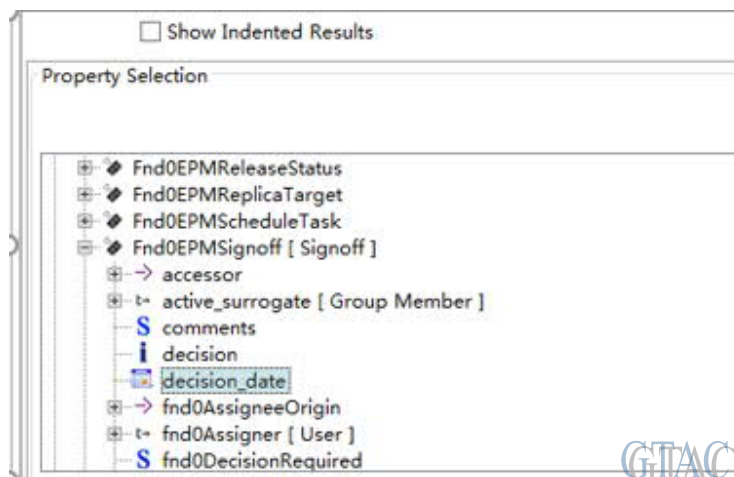 Show Indented Results
Property Selection
Fnd0EPMReleaseStatus
Fnd0EPMReplicaTarget
Fnd0EPMScheduleTask
Fnd0EPMSignoff [ Signoff ]
accessor
active_surrogate [ Group Member ]
S comments
i decision
decision_date
fnd0AssigneeOrigin
fnd0Assigner [ User ]
S fnd0DecisionRequired
GTAC